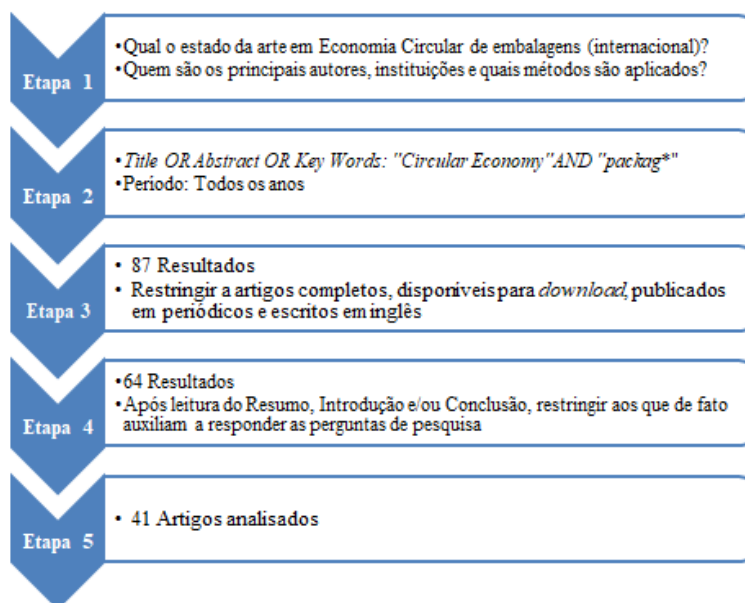 Etapa 1
•Qual o estado da arte em Economia Circular de embalagens (internacional)?
•Quem são os principais autores, instituições e quais métodos são aplicados?
Etapa 2
•Title OR Abstract OR Key Words: "Circular Economy"AND "packag*"
•Período: Todos os anos
Etapa 3
• 87 Resultados
• Restringir a artigos completos, disponíveis para download, publicados
em periódicos e escritos em inglês
Etapa 4
•64 Resultados
•Após leitura do Resumo, Introdução e/ou Conclusão, restringir aos que de fato
auxiliam a responder as perguntas de pesquisa
Etapa 5
• 41 Artigos analisados